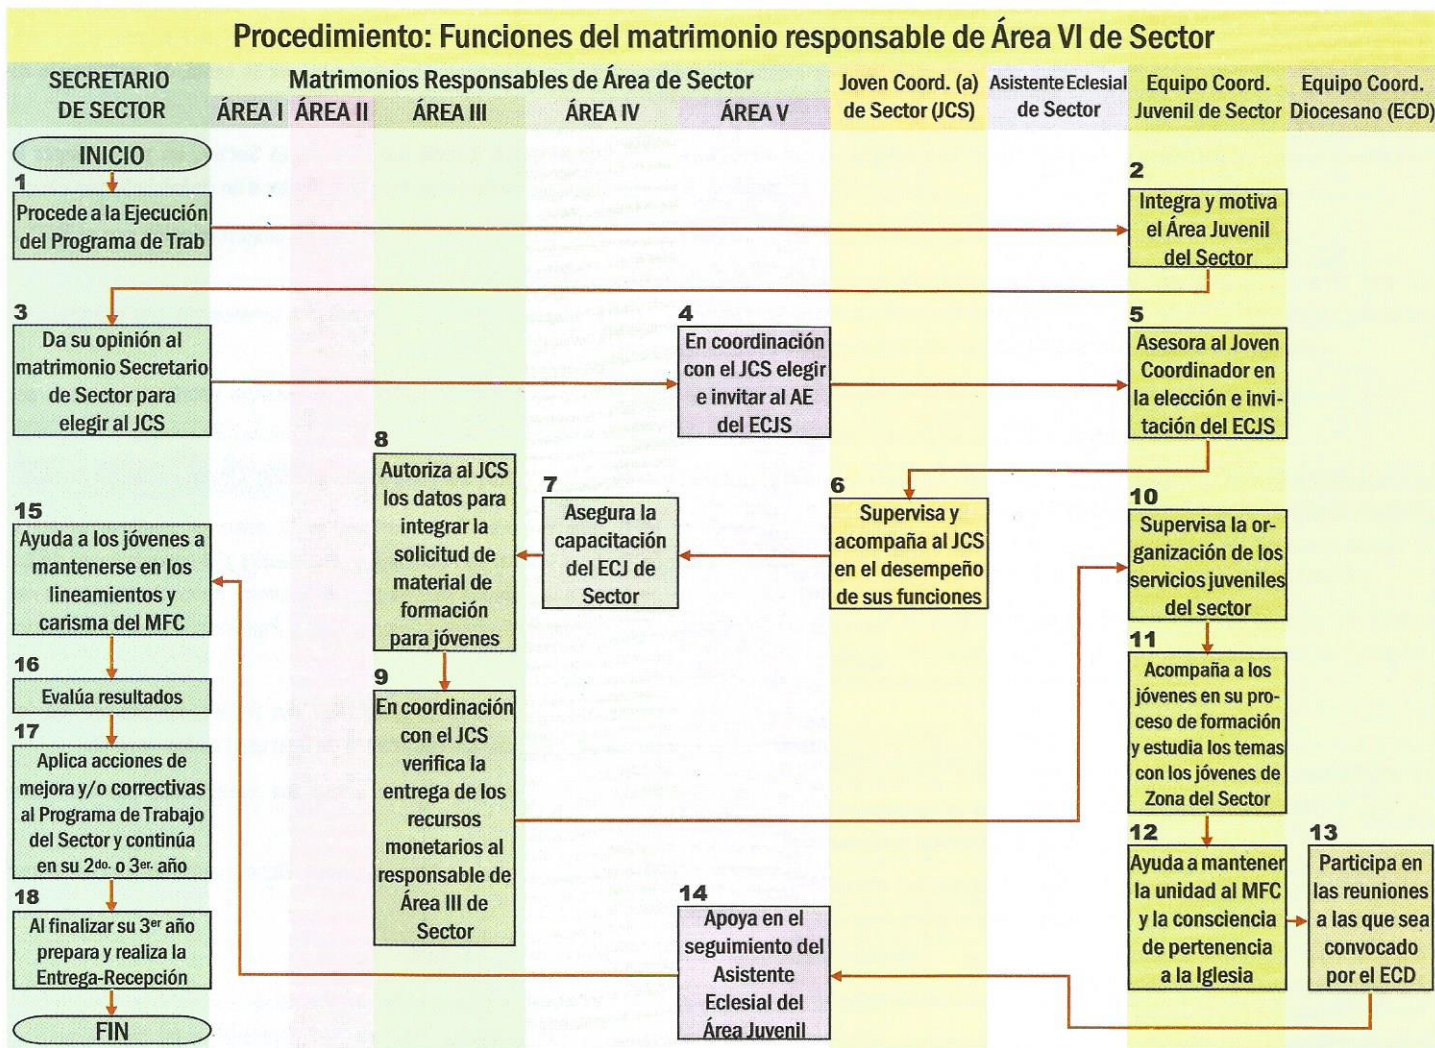 Procedimiento: Funciones del matrimonio responsable de Área VI de Sector
SECRETARIO
DE SECTOR
Matrimonios Responsables de Área de Sector
ÁREA I
ÁREA II
ÁREA III
ÁREA IV
ÁREA V
Joven Coord. (a)
de Sector (JCS)
Asistente Eclesial
de Sector
Equipo Coord.
Juvenil de Sector
Equipo Coord.
Diocesano (ECD)
INICIO
1
Procede a la Ejecución
del Programa de Trab
2
Integra y motiva
el Área Juvenil
del Sector
3
Da su opinión al
matrimonio Secretario
de Sector para
elegir al JCS
4
En coordinación
con el JCS elegir
e invitar al AE
del ECJS
5
Asesora al Joven
Coordinador en
la elección e invi-
tación del ECJS
6
Supervisa y
acompaña al JCS
en el desempeño
de sus funciones
7
Asegura la
capacitación
del ECJ de
Sector
8
Autoriza al JCS
los datos para
integrar la
solicitud de
material de
formación
para jóvenes
9
En coordinación
con el JCS
verifica la
entrega de los
recursos
monetarios al
responsable de
Área III de
Sector
10
Supervisa la or-
ganización de los
servicios juveniles
del sector
11
Acompaña a los
jóvenes en su pro-
ceso de formación
y estudia los temas
con los jóvenes de
Zona del Sector
12
Ayuda a mantener
la unidad al MFC
y la consciencia
de pertenencia
a la Iglesia
13
Participa en
las reuniones
a las que sea
convocado
por el ECD
14
Apoya en el
seguimiento del
Asistente
Eclesial del
Área Juvenil
15
Ayuda a los jóvenes a
mantenerse en los
lineamientos y
carisma del MFC
16
Evalúa resultados
17
Aplica acciones de
mejora y/o correctivas
al Programa de Trabajo
del Sector y continúa
en su 2do. o 3er. año
18
Al finalizar su 3er año
prepara y realiza la
Entrega-Recepción
FIN